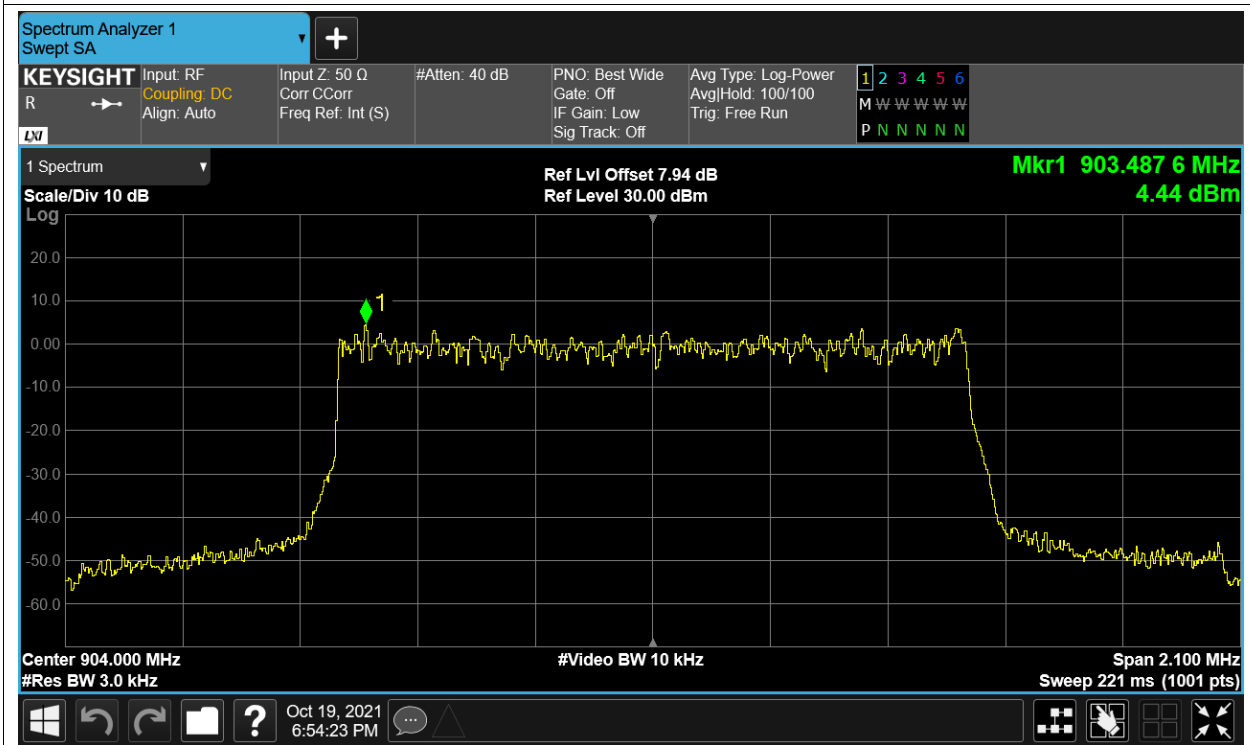 Spectrum Analyzer 1
Swept SA
KEYSIGHT
R
LXI
Input: RF
Coupling: DC
Align: Auto
Input Z: 50 Ω
Corr CCorr
Freq Ref: Int (S)
#Atten: 40 dB
PNO: Best Wide
Gate: Off
IF Gain: Low
Sig Track: Off
Avg Type: Log-Power
Avg|Hold: 100/100
Trig: Free Run
1 2 3 4 5 6
M W W W W W
P N N N N N
1 Spectrum
Scale/Div 10 dB
Log
Ref Lvl Offset 7.94 dB
Ref Level 30.00 dBm
Mkr1 903.487 6 MHz
4.44 dBm
20.0
10.0
1
0.00
-10.0
-20.0
-30.0
-40.0
-50.0
-60.0
Center 904.000 MHz
#Res BW 3.0 kHz
#Video BW 10 kHz
Span 2.100 MHz
Sweep 221 ms (1001 pts)
?
Oct 19, 2021
6:54:23 PM